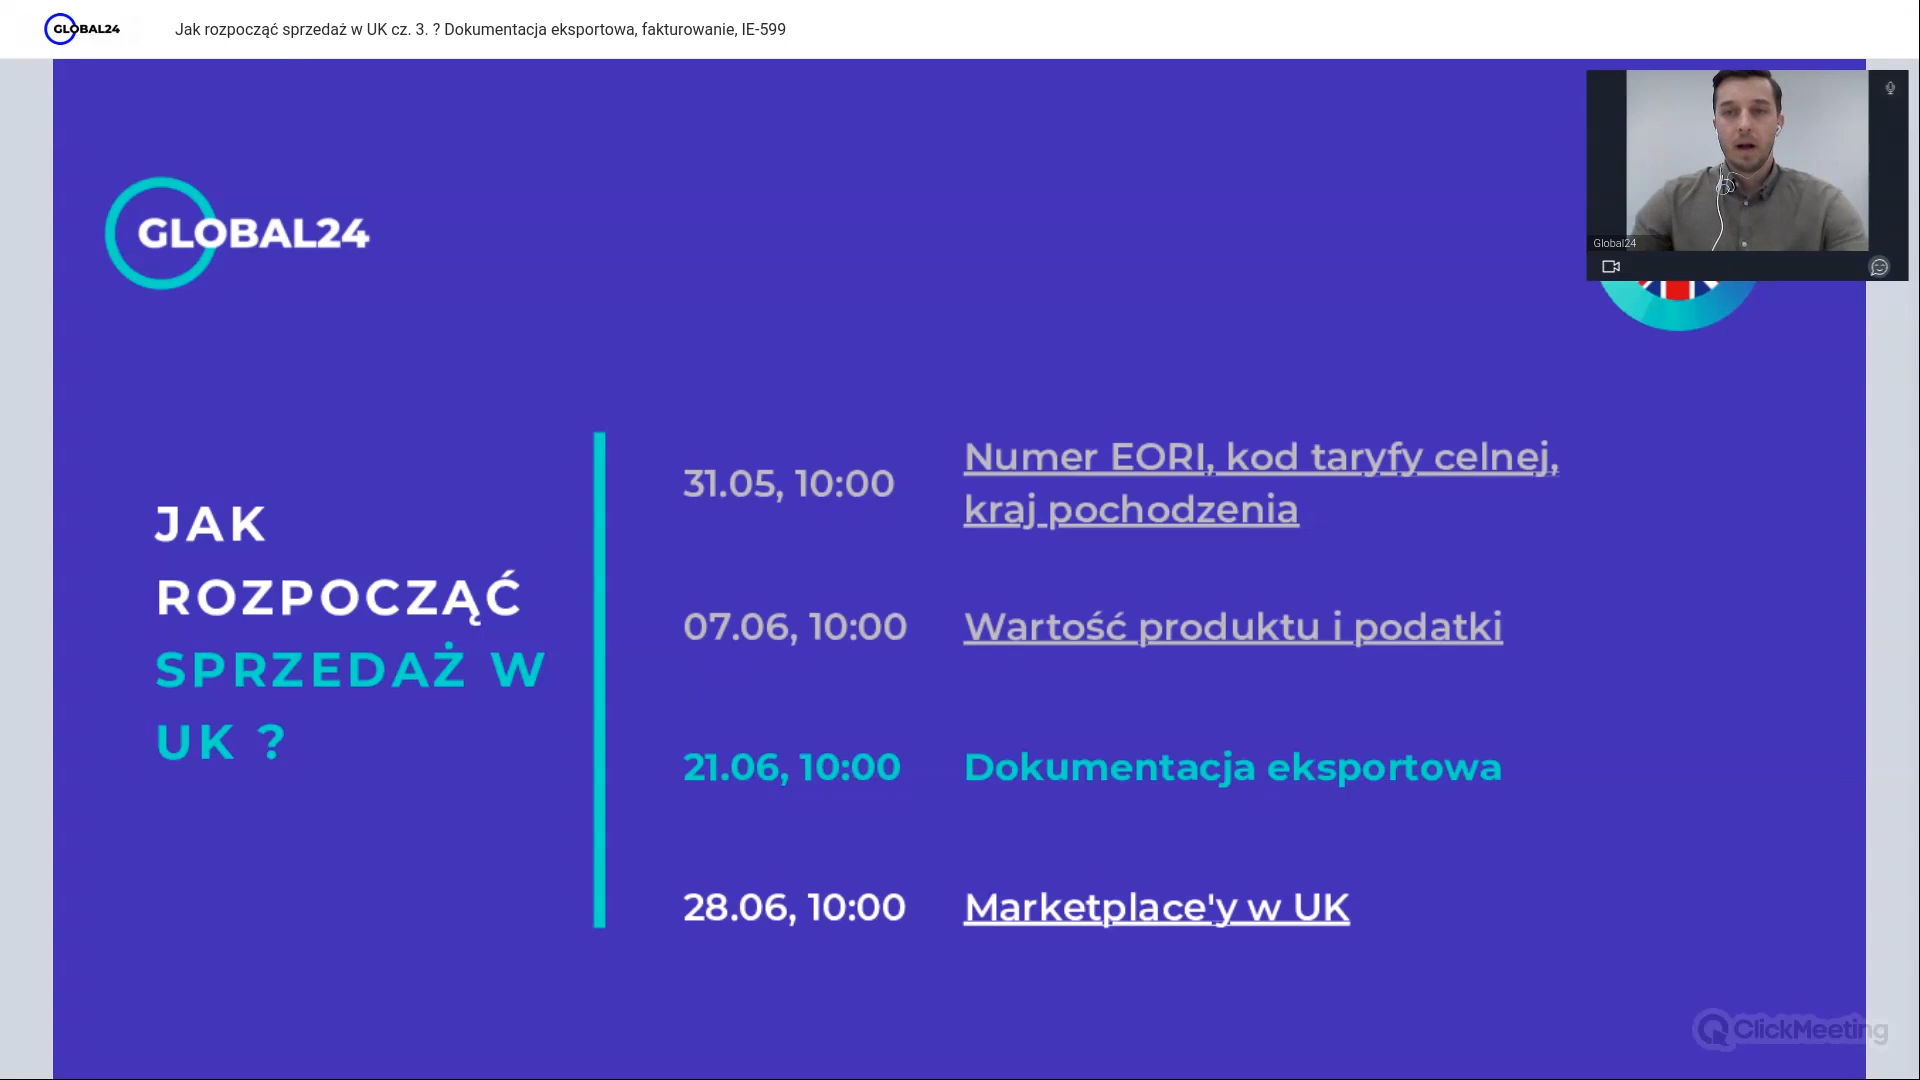 GLOBAL24
Jak rozpocząć sprzedaż w UK cz. 3. ? Dokumentacja eksportowa, fakturowanie, IE-599
GLOBAL24
Global24
JAK
ROZPOCZĄĆ
SPRZEDAŻ W
UK ?
31.05, 10:00
Numer EORI, kod taryfy celnej,
kraj pochodzenia
07.06, 10:00
Wartość produktu i podatki
21.06, 10:00
Dokumentacja eksportowa
28.06, 10:00
Marketplace'y w UK
ClickMeeting